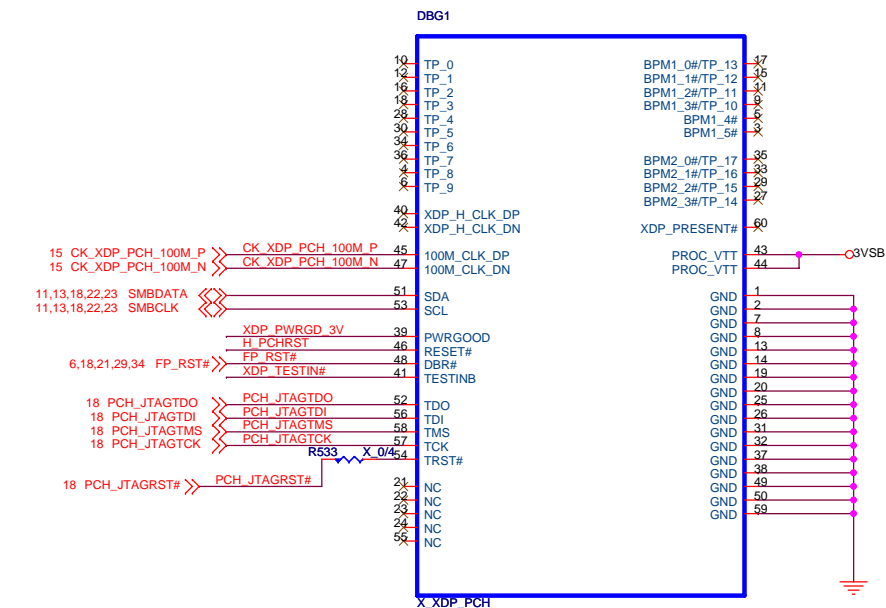 DBG1
10 TP_0 BPM1_0#/TP_13 17
12 TP_1 BPM1_1#/TP_12 15
16 TP_2 BPM1_2#/TP_11 11
18 TP_3 BPM1_3#/TP_10 9
28 TP_4 BPM1_4# 5
30 TP_5 BPM1_5# 3
34 TP_6
36 TP_7 BPM2_0#/TP_17 35
4 TP_8 BPM2_1#/TP_16 33
6 TP_9 BPM2_2#/TP_15 29
BPM2_3#/TP_14 27
40 XDP_H_CLK_DP
42 XDP_H_CLK_DN XDP_PRESENT# 60
15 CK_XDP_PCH_100M_P CK_XDP_PCH_100M_P 45 100M_CLK_DP PROC_VTT 43 3VSB
15 CK_XDP_PCH_100M_N CK_XDP_PCH_100M_N 47 100M_CLK_DN PROC_VTT 44
11,13,18,22,23 SMBDATA 51 SDA GND 1
11,13,18,22,23 SMBCLK 53 SCL GND 2
GND 7
XDP_PWRGD_3V 39 PWRGOOD GND 8
H_PCHRST 46 RESET# GND 13
6,18,21,29,34 FP_RST# FP_RST# 48 DBR# GND 14
XDP_TESTIN# 41 TESTINB GND 19
GND 20
18 PCH_JTAGTDO PCH_JTAGTDO 52 TDO GND 25
18 PCH_JTAGTDI PCH_JTAGTDI 56 TDI GND 26
18 PCH_JTAGTMS PCH_JTAGTMS 58 TMS GND 31
18 PCH_JTAGTCK PCH_JTAGTCK 57 TCK GND 32
R533 X_0/4 54 TRST# GND 37
GND 38
18 PCH_JTAGRST# PCH_JTAGRST# 21 NC GND 49
22 NC GND 50
23 NC GND 59
24 NC
55 NC
X_XDP_PCH